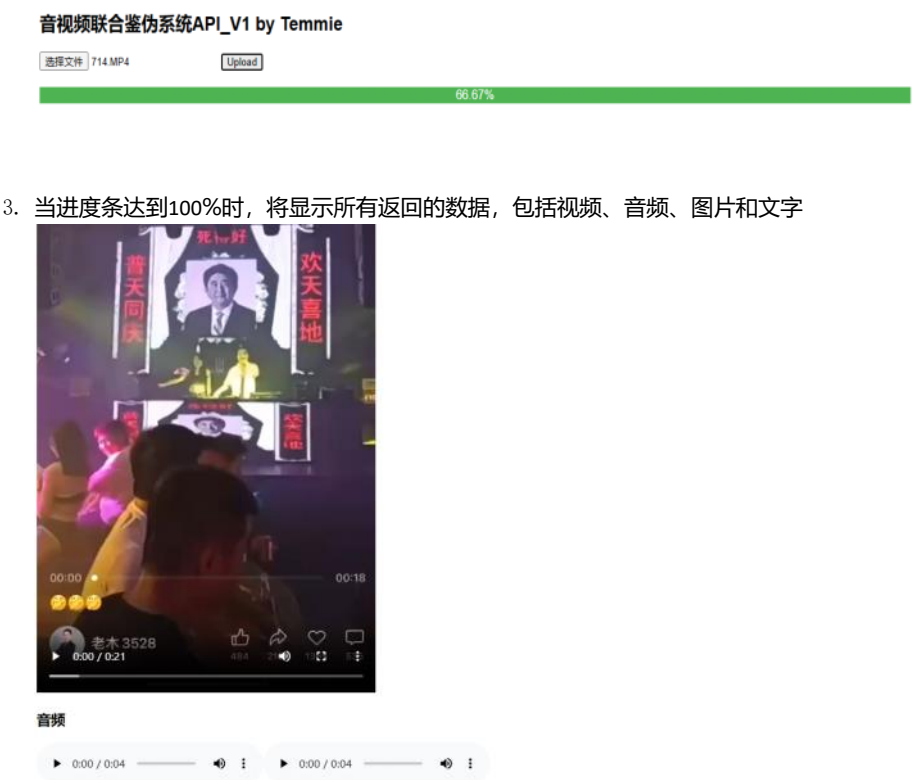 音视频联合鉴伪系统API_V1 by Temmie
选择文件 714.MP4 Upload
66.67%
3. 当进度条达到100%时，将显示所有返回的数据，包括视频、音频、图片和文字
死 好
普天同庆
欢天喜地
欢喜
00:00 00:18
老木3528
484
0:00 / 0:21
音频
0:00 / 0:04 0:00 / 0:04